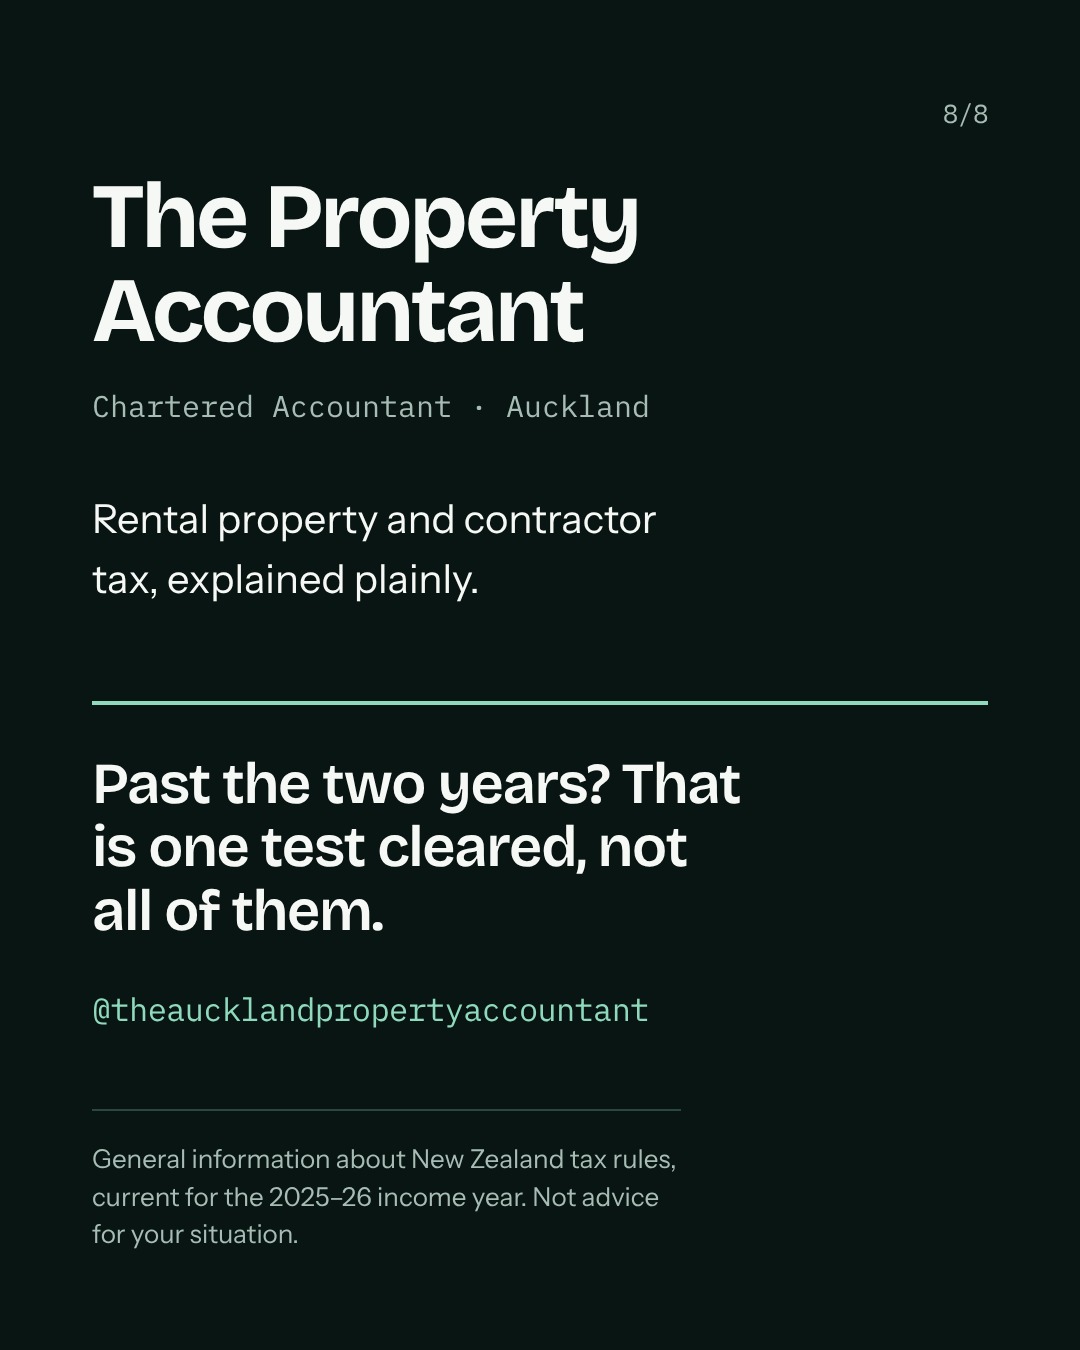 8/8
The Property
Accountant
Chartered Accountant · Auckland
Rental property and contractor
tax, explained plainly.
Past the two years? That
is one test cleared, not
all of them.
@theaucklandpropertyaccountant
General information about New Zealand tax rules,
current for the 2025–26 income year. Not advice
for your situation.